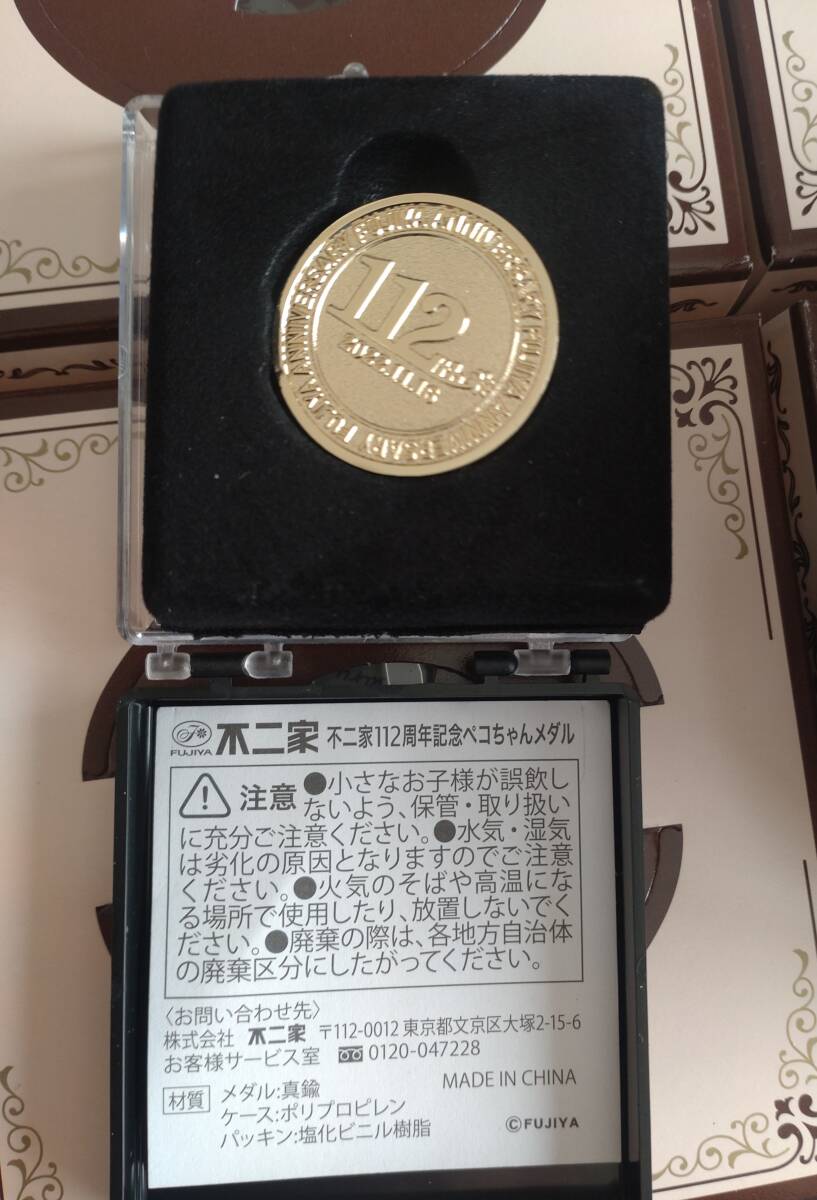 FUJIYA ANNIVERSARY FUJIYA ANNIVERSARY FUJIYA ANNIVERSARY
112
2022.11.16
FUJIYA 不二家 不二家112周年記念ペコちゃんメダル
注意 ●小さなお子様が誤飲
しないよう、保管・取り扱い
に充分ご注意ください。●水気・湿気
は劣化の原因となりますのでご注意
ください。●火気のそばや高温にな
る場所で使用したり、放置しないでく
ださい。●廃棄の際は、各地方自治体
の廃棄区分にしたがってください。
〈お問い合わせ先〉
株式会社 不二家 〒112-0012 東京都文京区大塚2-15-6
お客様サービス室 0120-047228
材質 メダル:真鍮 MADE IN CHINA
ケース:ポリプロピレン
パッキン:塩化ビニル樹脂 ©FUJIYA